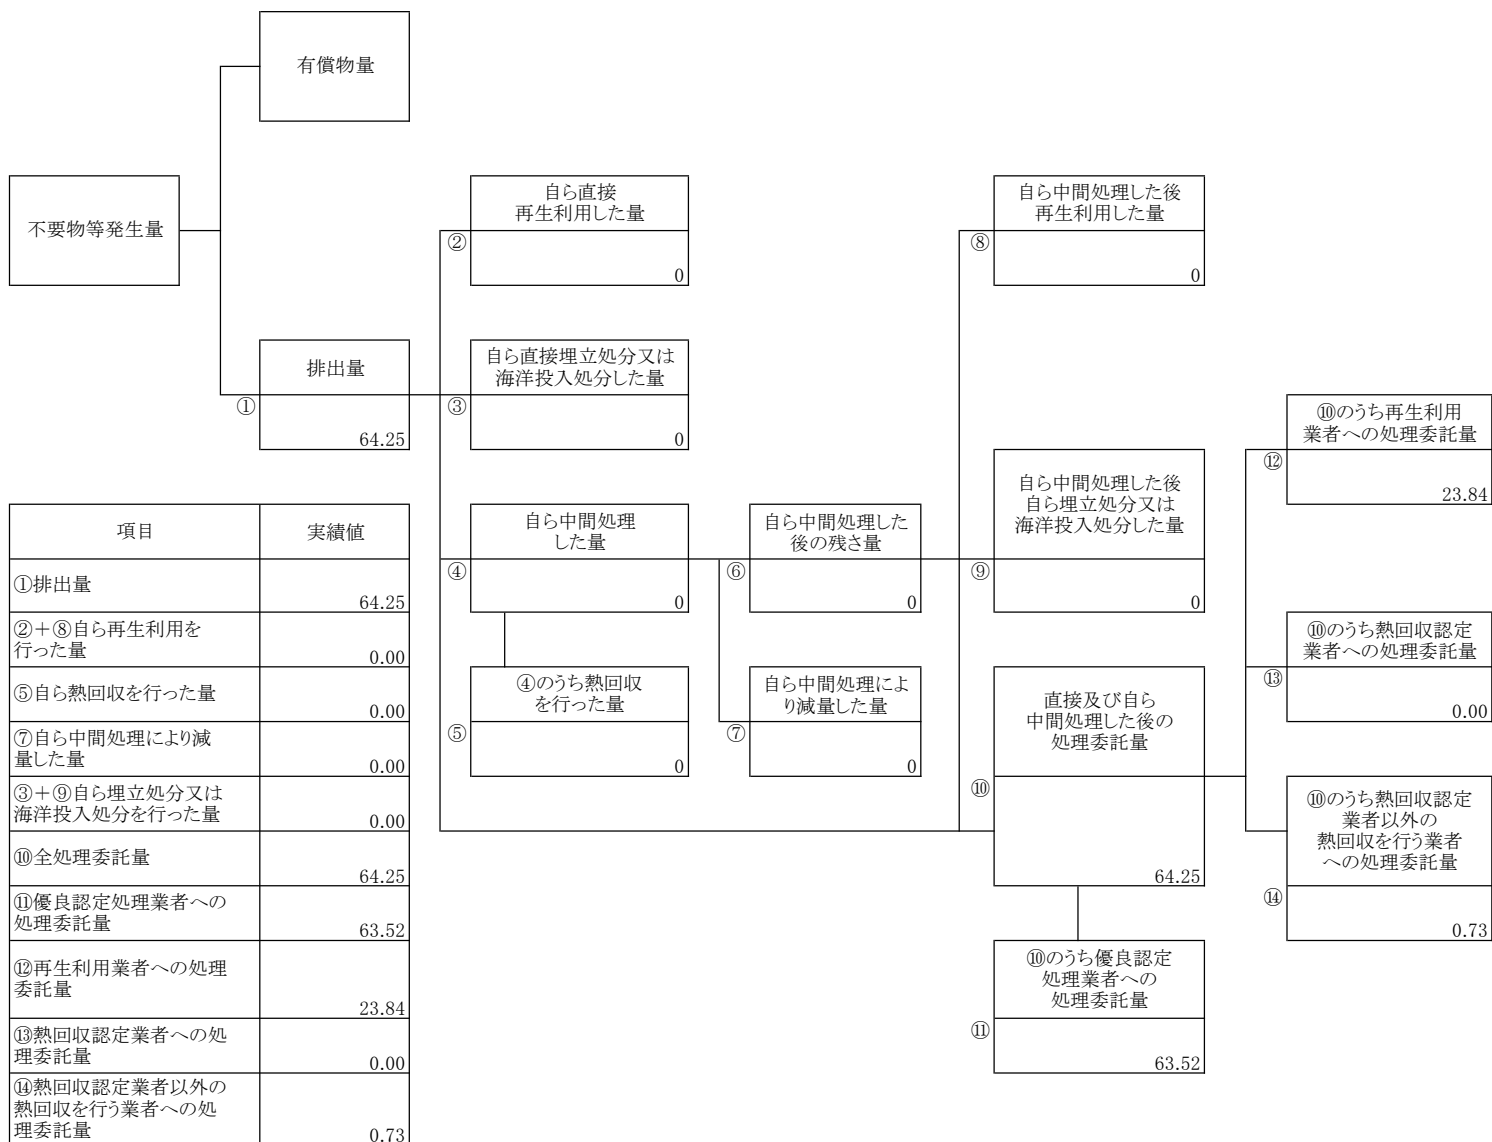 有償物量
不要物等発生量
自ら直接
再生利用した量
②
0
自ら中間処理した後
再生利用した量
⑧
0
排出量
①
64.25
自ら直接埋立処分又は
海洋投入処分した量
③
0
⑩のうち再生利用
業者への処理委託量
⑫
23.84
自ら中間処理
した量
④
0
自ら中間処理した
後の残さ量
⑥
0
自ら中間処理した後
自ら埋立処分又は
海洋投入処分した量
⑨
0
⑩のうち熱回収認定
業者への処理委託量
⑬
0.00
④のうち熱回収
を行った量
⑤
0
自ら中間処理によ
り減量した量
⑦
0
直接及び自ら
中間処理した後の
処理委託量
⑩
64.25
⑩のうち熱回収認定
業者以外の
熱回収を行う業者
への処理委託量
⑭
0.73
⑩のうち優良認定
処理業者への
処理委託量
⑪
63.52
項目 実績値
①排出量
64.25
②+⑧自ら再生利用を
行った量
0.00
⑤自ら熱回収を行った量
0.00
⑦自ら中間処理により減
量した量
0.00
③+⑨自ら埋立処分又は
海洋投入処分を行った量
0.00
⑩全処理委託量
64.25
⑪優良認定処理業者への
処理委託量
63.52
⑫再生利用業者への処理
委託量
23.84
⑬熱回収認定業者への処
理委託量
0.00
⑭熱回収認定業者以外の
熱回収を行う業者への処
理委託量
0.73